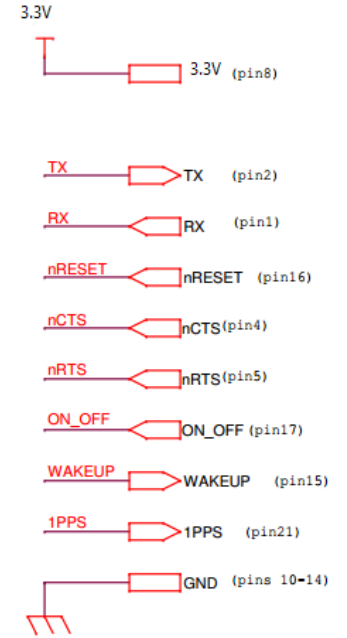 3.3V
3.3V (pin8)
TX TX (pin2)
RX RX (pin1)
nRESET nRESET (pin16)
nCTS nCTS (pin4)
nRTS nRTS (pin5)
ON_OFF ON_OFF (pin17)
WAKEUP WAKEUP (pin15)
1PPS 1PPS (pin21)
GND (pins 10-14)